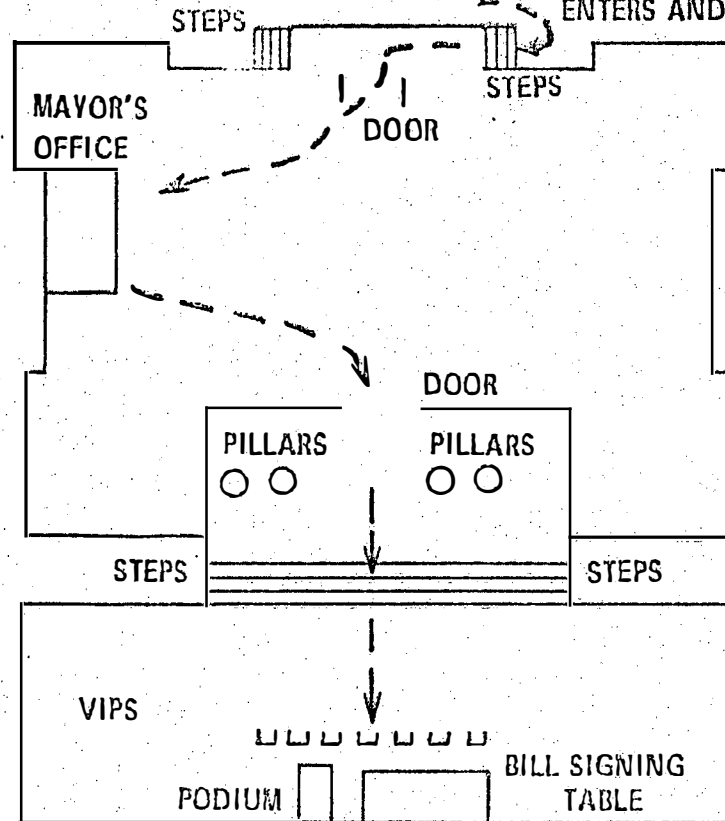 STEPS
ENTERS AND
STEPS
MAYOR'S
OFFICE
DOOR
DOOR
PILLARS
PILLARS
STEPS
STEPS
VIPS
BILL SIGNING
TABLE
PODIUM